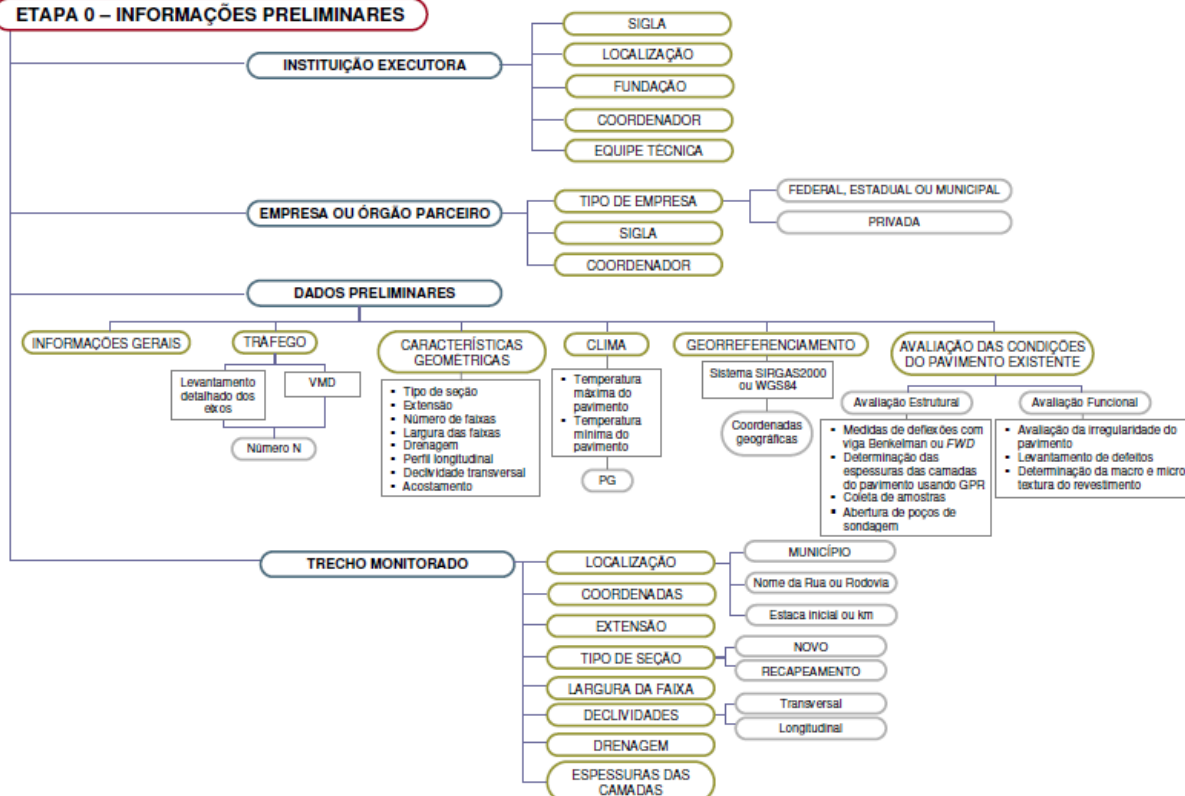 ETAPA 0 – INFORMAÇÕES PRELIMINARES
INSTITUIÇÃO EXECUTORA
SIGLA
LOCALIZAÇÃO
FUNDAÇÃO
COORDENADOR
EQUIPE TÉCNICA
EMPRESA OU ÓRGÃO PARCEIRO
TIPO DE EMPRESA
FEDERAL, ESTADUAL OU MUNICIPAL
PRIVADA
SIGLA
COORDENADOR
DADOS PRELIMINARES
INFORMAÇÕES GERAIS
TRÁFEGO
Levantamento
detalhado dos
eixos
VMD
Número N
CARACTERÍSTICAS
GEOMÉTRICAS
▪ Tipo de seção
▪ Extensão
▪ Número de faixas
▪ Largura das faixas
▪ Drenagem
▪ Perfil longitudinal
▪ Declividade transversal
▪ Acostamento
CLIMA
▪ Temperatura
máxima do
pavimento
▪ Temperatura
mínima do
pavimento
PG
GEORREFERENCIAMENTO
Sistema SIRGAS2000
ou WGS84
Coordenadas
geográficas
AVALIAÇÃO DAS CONDIÇÕES
DO PAVIMENTO EXISTENTE
Avaliação Estrutural
▪ Medidas de deflexões com
viga Benkelman ou FWD
▪ Determinação das
espessuras das camadas
do pavimento usando GPR
▪ Coleta de amostras
▪ Abertura de poços de
sondagem
Avaliação Funcional
▪ Avaliação da irregularidade do
pavimento
▪ Levantamento de defeitos
▪ Determinação da macro e micro
textura do revestimento
TRECHO MONITORADO
LOCALIZAÇÃO
MUNICÍPIO
Nome da Rua ou Rodovia
Estaca inicial ou km
COORDENADAS
EXTENSÃO
TIPO DE SEÇÃO
NOVO
RECAPEAMENTO
LARGURA DA FAIXA
DECLIVIDADES
Transversal
Longitudinal
DRENAGEM
ESPESSURAS DAS
CAMADAS